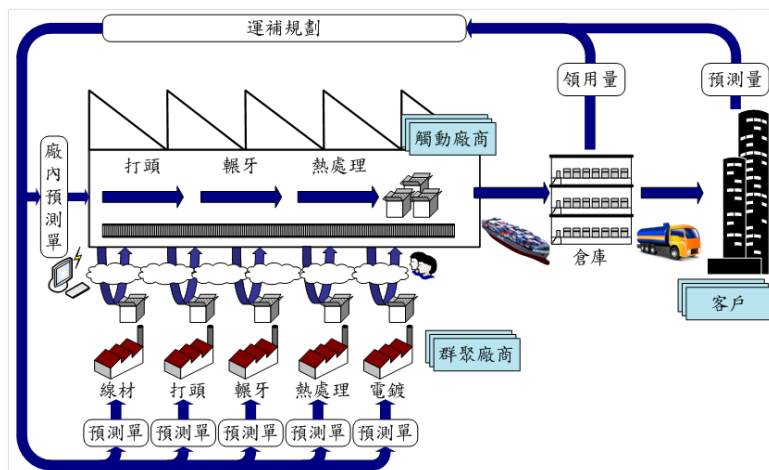 運補規劃
領用量
預測量
觸動廠商
廠內預測單
打頭
輾牙
熱處理
倉庫
客戶
群聚廠商
線材
打頭
輾牙
熱處理
電鍍
預測單
預測單
預測單
預測單
預測單